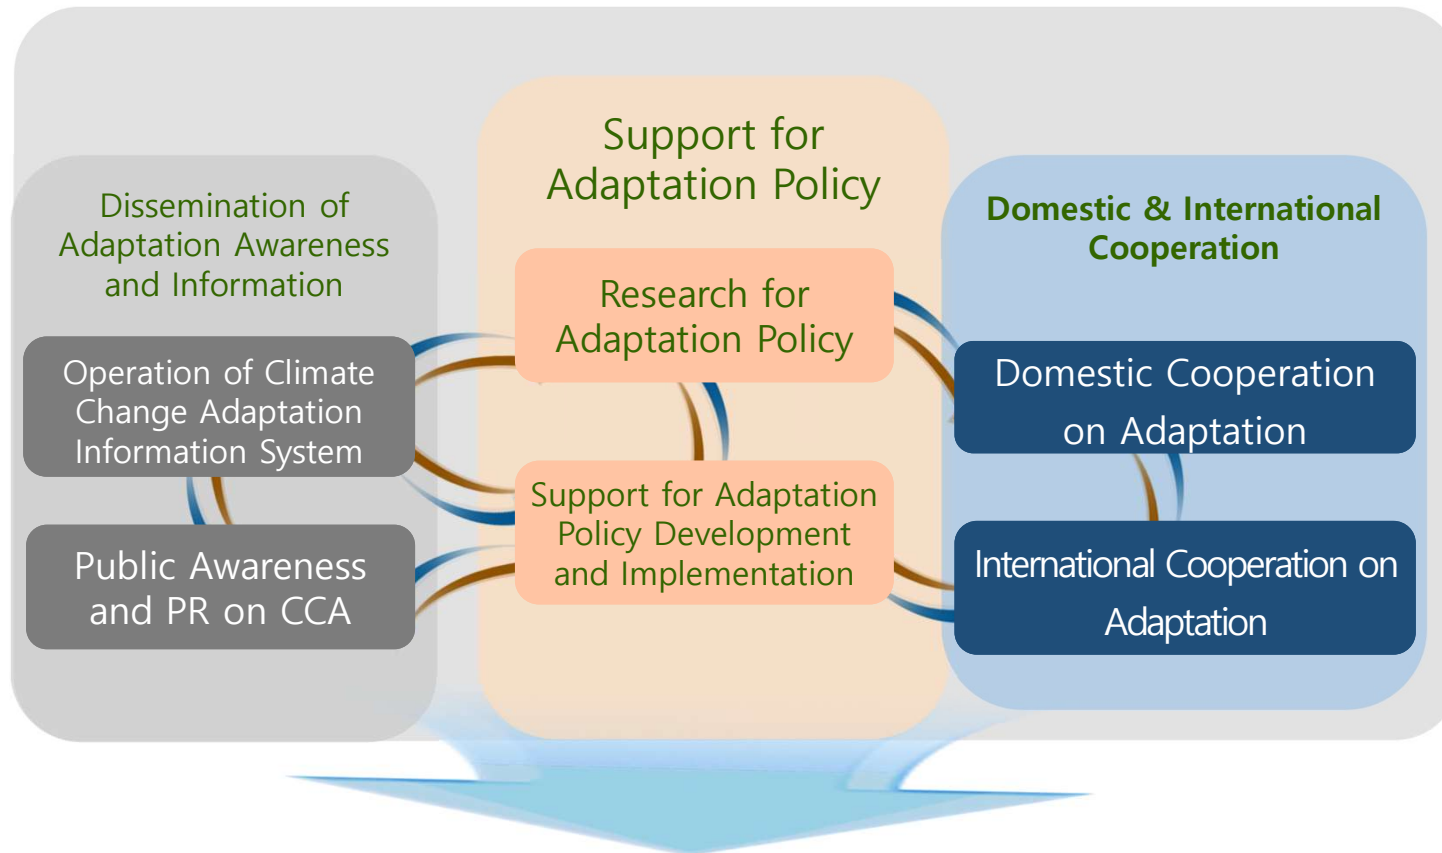 Support for
Adaptation Policy
Dissemination of
Adaptation Awareness
and Information
Operation of Climate
Change Adaptation
Information System
Public Awareness
and PR on CCA
Research for
Adaptation Policy
Support for Adaptation
Policy Development
and Implementation
Domestic & International
Cooperation
Domestic Cooperation
on Adaptation
International Cooperation on
Adaptation